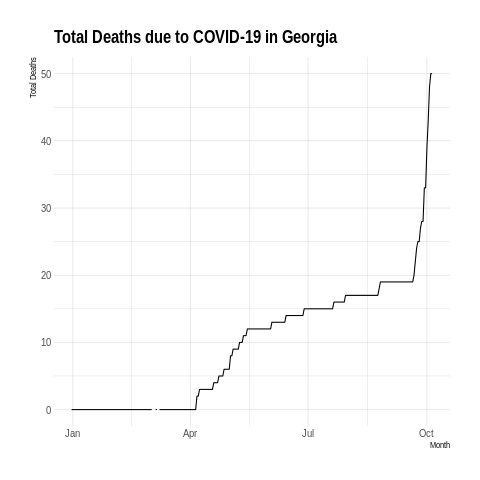 Total Deaths due to COVID-19 in Georgia
Total Deaths
50
40
30
20
10
0
Jan
Apr
Jul
Oct
Month